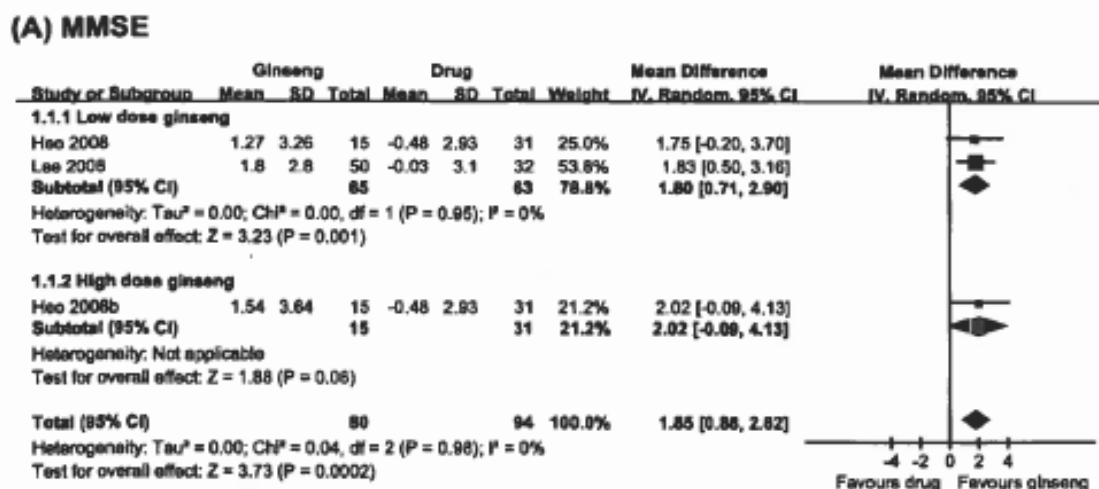 (A) MMSE
Ginseng Drug Mean Difference Mean Difference
Study or Subgroup Mean SD Total Mean SD Total Weight IV, Random, 95% CI IV, Random, 95% CI
1.1.1 Low dose ginseng
Heo 2008 1.27 3.26 15 -0.48 2.93 31 25.0% 1.75 [-0.20, 3.70]
Lee 2008 1.8 2.8 50 -0.03 3.1 32 53.8% 1.83 [0.50, 3.16]
Subtotal (95% CI) 65 63 78.8% 1.80 [0.71, 2.90]
Heterogeneity: Tau² = 0.00; Chi² = 0.00, df = 1 (P = 0.95); I² = 0%
Test for overall effect: Z = 3.23 (P = 0.001)
1.1.2 High dose ginseng
Heo 2008b 1.54 3.64 15 -0.48 2.93 31 21.2% 2.02 [-0.09, 4.13]
Subtotal (95% CI) 15 31 21.2% 2.02 [-0.09, 4.13]
Heterogeneity: Not applicable
Test for overall effect: Z = 1.88 (P = 0.06)
Total (95% CI) 80 94 100.0% 1.85 [0.88, 2.82]
Heterogeneity: Tau² = 0.00; Chi² = 0.04, df = 2 (P = 0.98); I² = 0%
Test for overall effect: Z = 3.73 (P = 0.0002)
-4 -2 0 2 4
Favours drug Favours ginseng